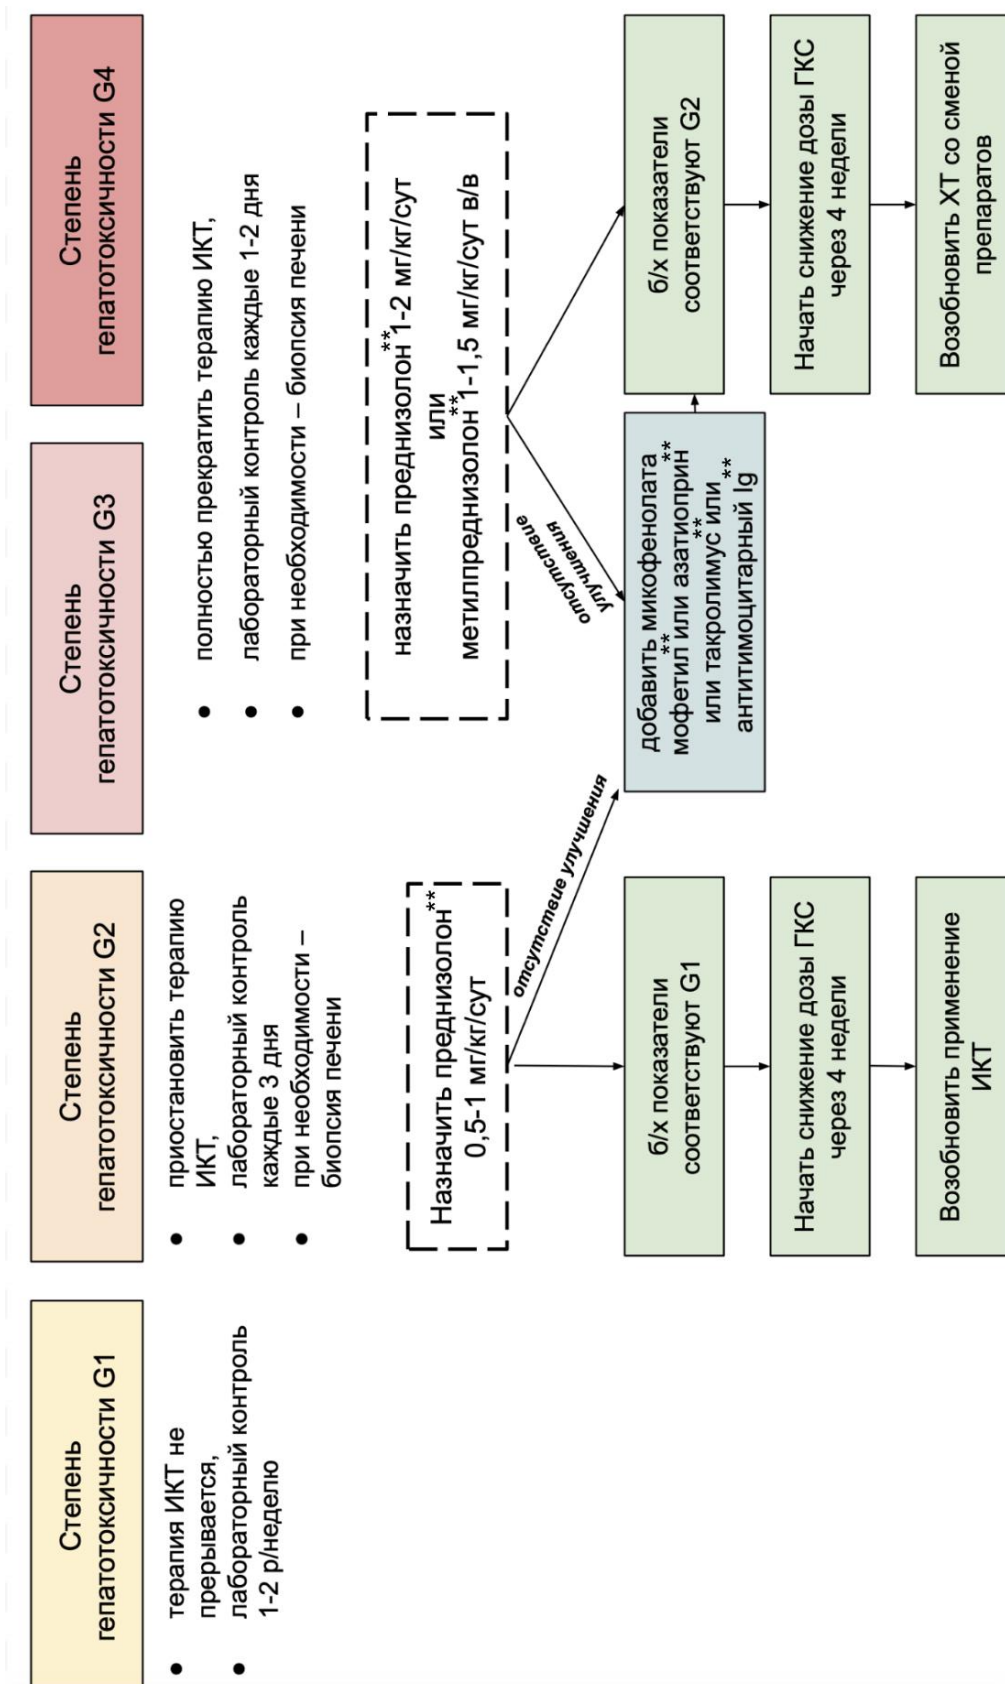 Степень
гепатотоксичности G1
● терапия ИКТ не
прерывается,
● лабораторный контроль
1-2 р/неделю
Степень
гепатотоксичности G2
● приостановить терапию
ИКТ,
● лабораторный контроль
каждые 3 дня
● при необходимости –
биопсия печени
Назначить преднизолон**
0,5-1 мг/кг/сут
отсутствие улучшения
б/х показатели
соответствуют G1
Начать снижение дозы ГКС
через 4 недели
Возобновить применение
ИКТ
Степень
гепатотоксичности G3
Степень
гепатотоксичности G4
● полностью прекратить терапию ИКТ,
● лабораторный контроль каждые 1-2 дня
● при необходимости – биопсия печени
назначить преднизолон** 1-2 мг/кг/сут
или
метилпреднизолон** 1-1,5 мг/кг/сут в/в
отсутствие
улучшения
добавить микофенолата
мофетил** или азатиоприн**
или такролимус** или
антитимоцитарный Ig**
б/х показатели
соответствуют G2
Начать снижение дозы ГКС
через 4 недели
Возобновить ХТ со сменой
препаратов